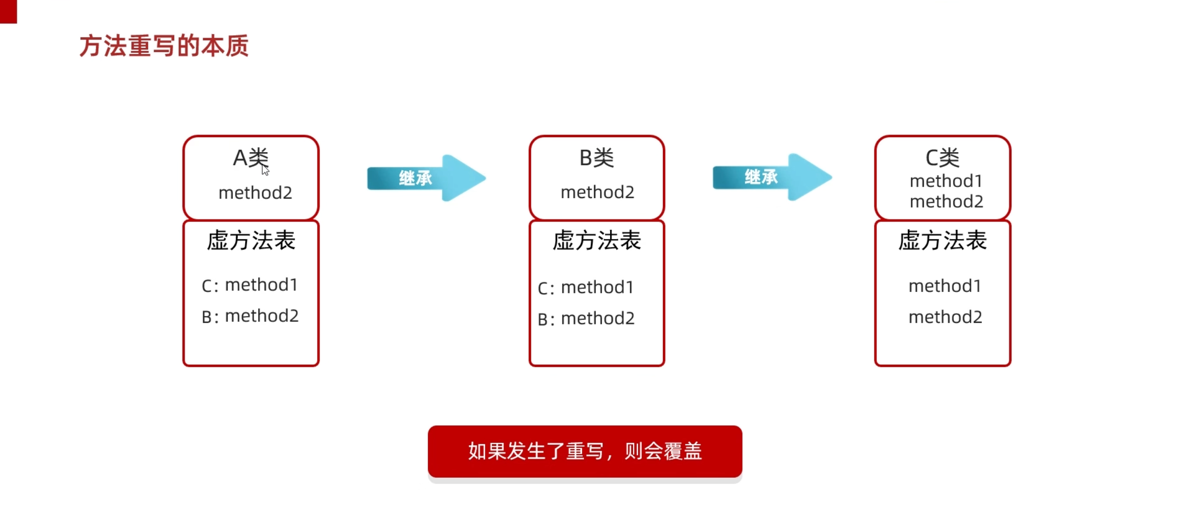 方法重写的本质
A类
method2
虚方法表
C：method1
B：method2
继承
B类
method2
虚方法表
C：method1
B：method2
继承
C类
method1
method2
虚方法表
method1
method2
如果发生了重写，则会覆盖